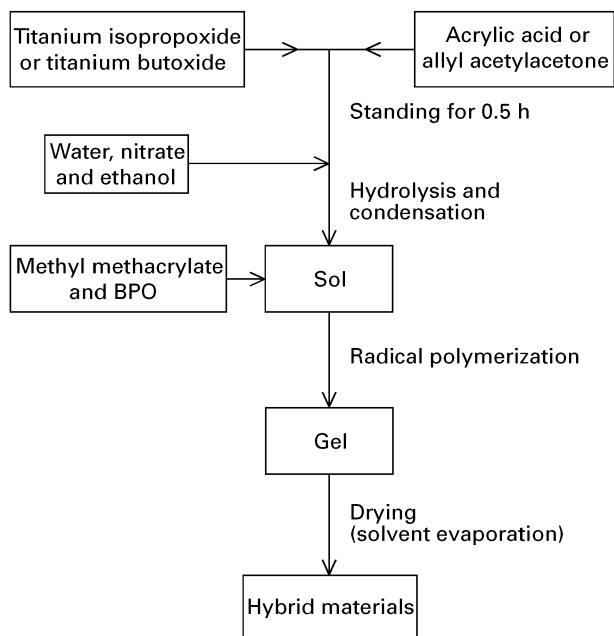 Titanium isopropoxide
or titanium butoxide
Acrylic acid or
allyl acetylacetone
Standing for 0.5 h
Water, nitrate
and ethanol
Hydrolysis and
condensation
Methyl methacrylate
and BPO
Sol
Radical polymerization
Gel
Drying
(solvent evaporation)
Hybrid materials